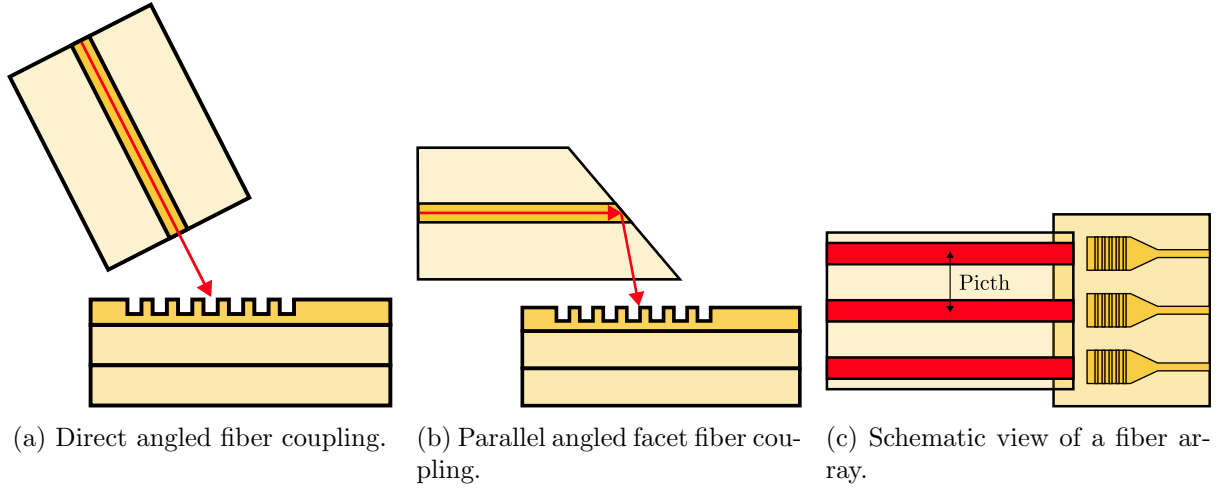 Picth
(a) Direct angled fiber coupling.
(b) Parallel angled facet fiber cou-
pling.
(c) Schematic view of a fiber ar-
ray.